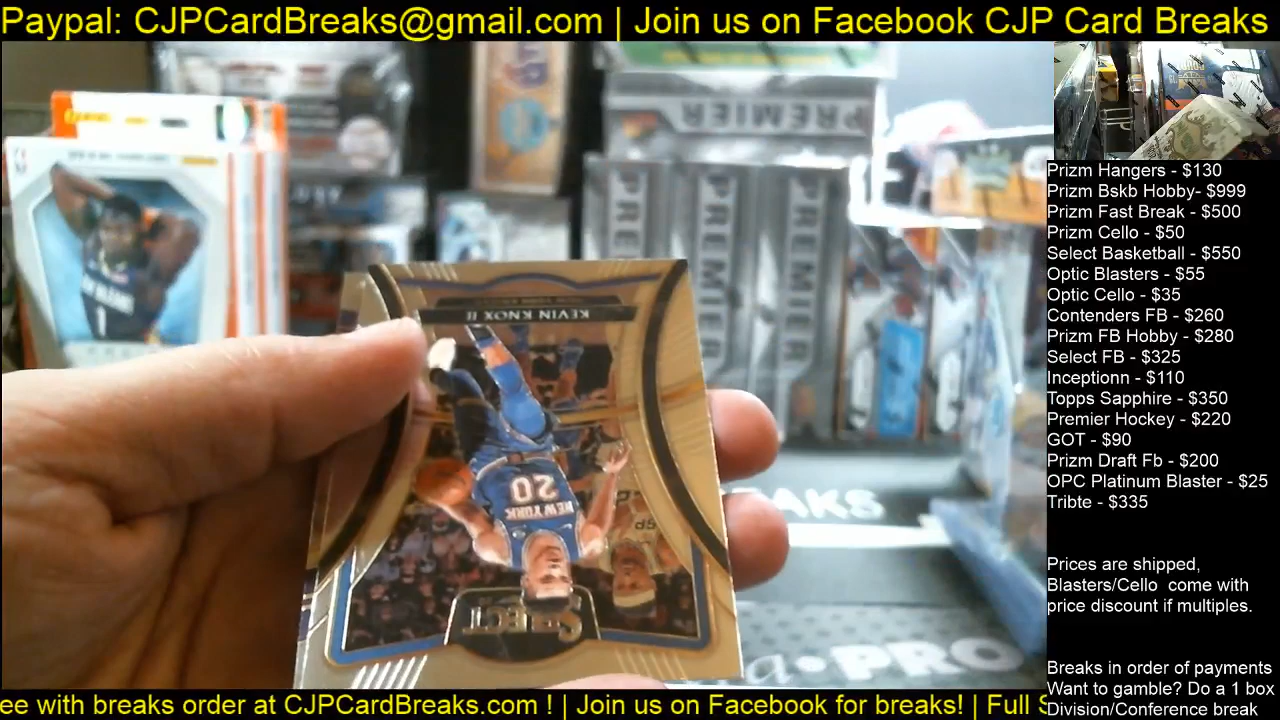 Paypal: CJPCardBreaks@gmail.com | Join us on Facebook CJP Card Breaks
Prizm Hangers - $130
Prizm Bskb Hobby- $999
Prizm Fast Break - $500
Prizm Cello - $50
Select Basketball - $550
Optic Blasters - $55
Optic Cello - $35
Contenders FB - $260
Prizm FB Hobby - $280
Select FB - $325
Inceptionn - $110
Topps Sapphire - $350
Premier Hockey - $220
GOT - $90
Prizm Draft Fb - $200
OPC Platinum Blaster - $25
Tribte - $335
Prices are shipped,
Blasters/Cello come with
price discount if multiples.
Breaks in order of payments
Want to gamble? Do a 1 box
Division/Conference break
PREMIER
PREMIER
PREMIER
PREMIER
1
KEVIN KNOX II
20
NEW YORK
SELECT
ee with breaks order at CJPCardBreaks.com ! | Join us on Facebook for breaks! | Full S